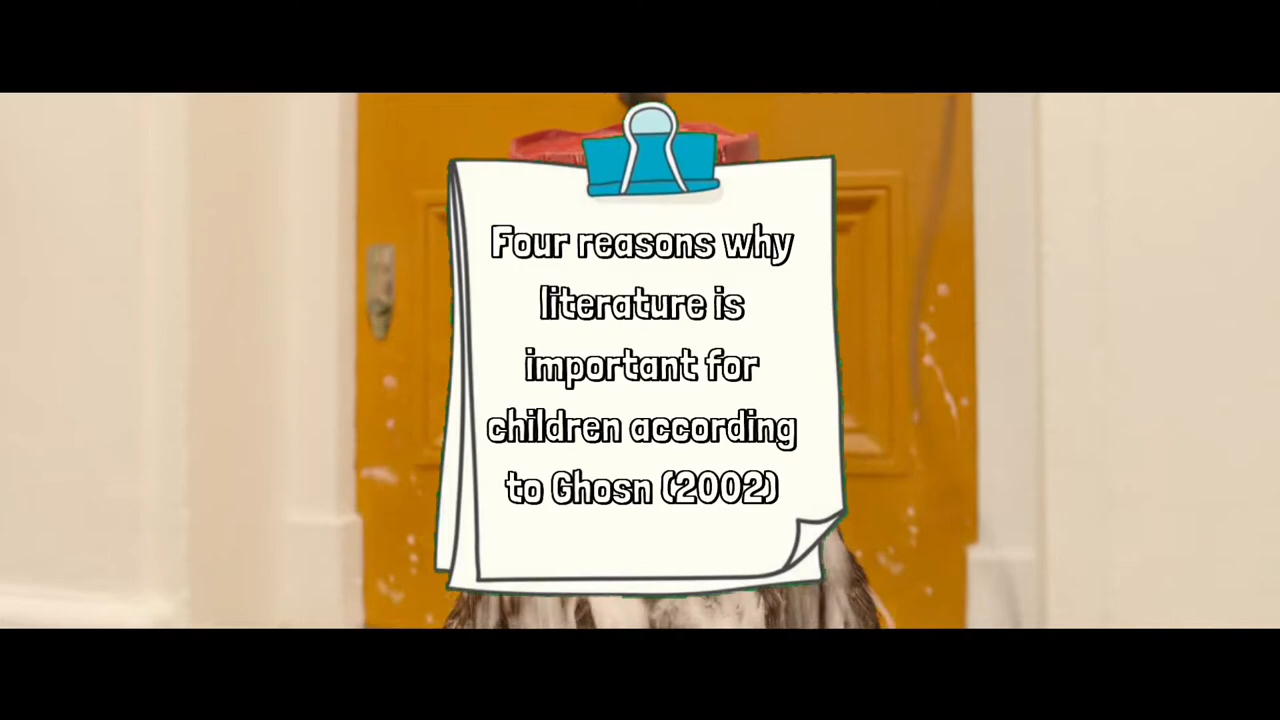 Four reasons why
literature is
important for
children according
to Ghosn (2002)